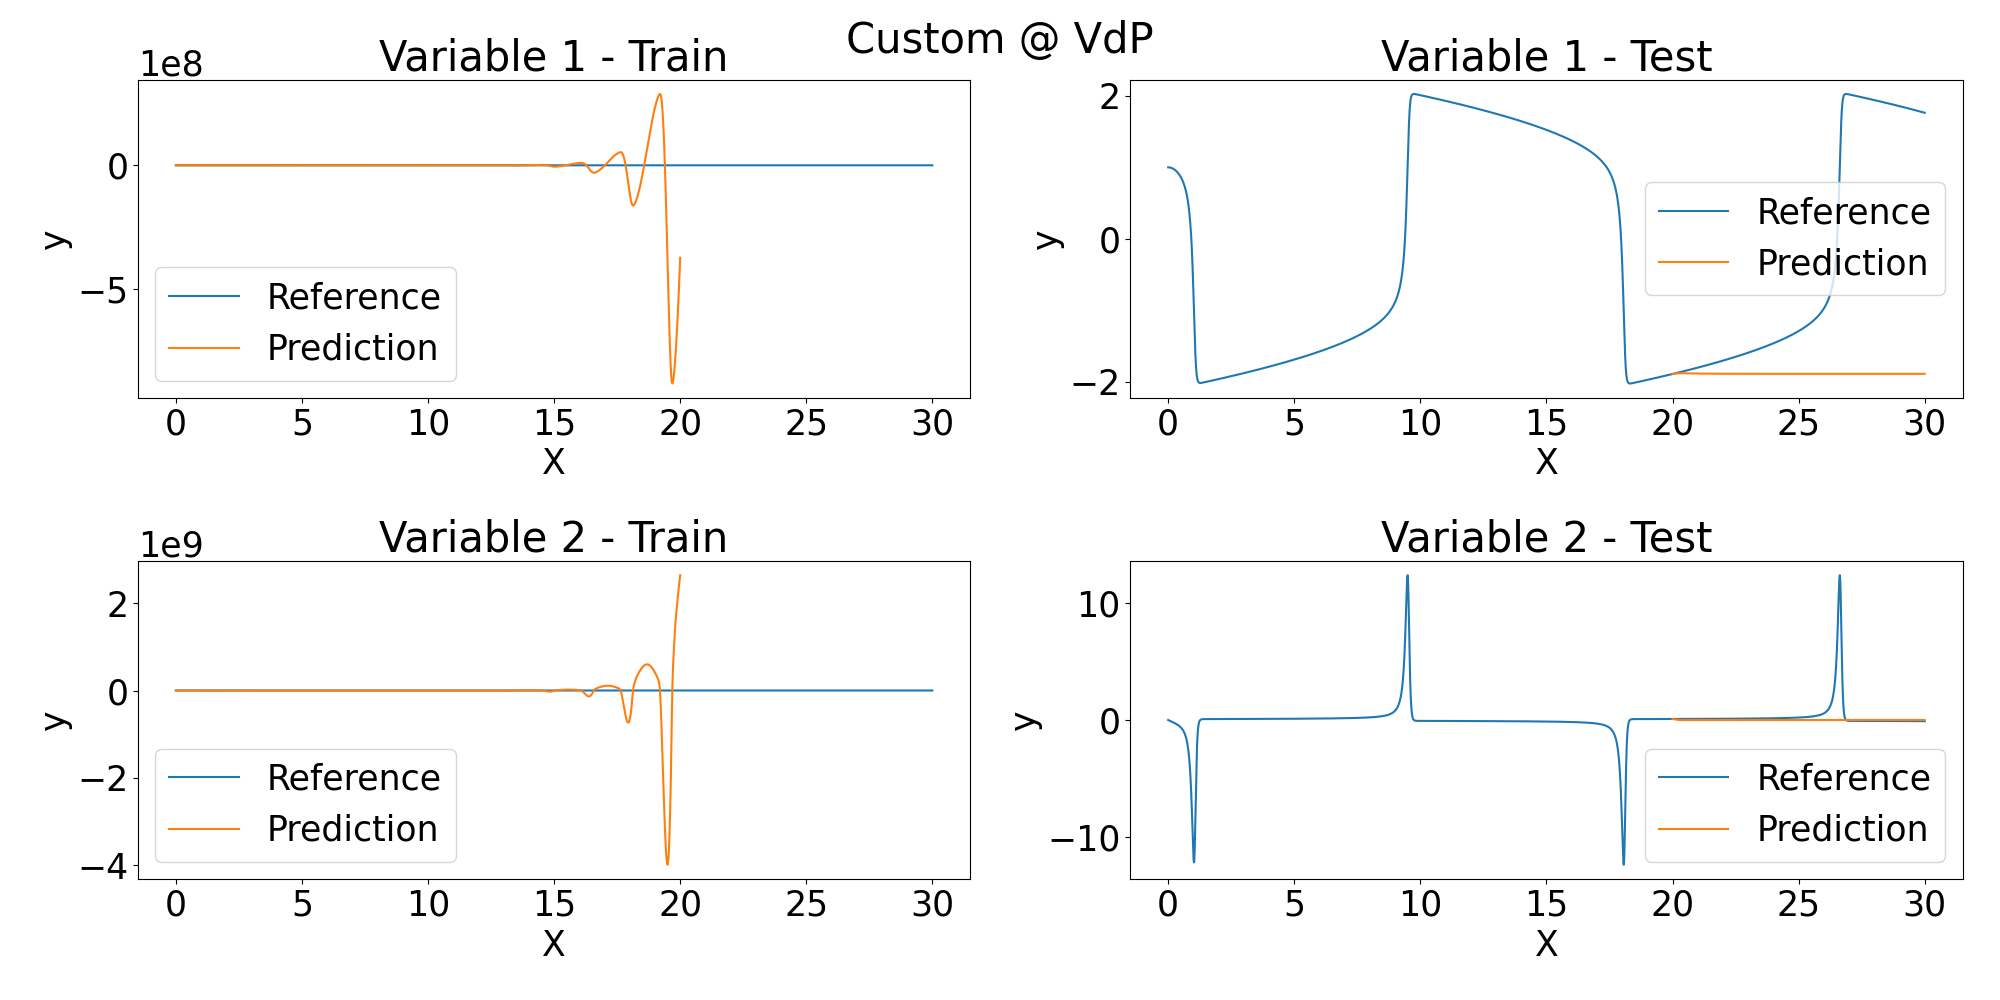 Custom @ VdP
Variable 1 - Train
1e8
0
−5
y
Reference
Prediction
0 5 10 15 20 25 30
X
Variable 1 - Test
2
0
−2
y
Reference
Prediction
0 5 10 15 20 25 30
X
Variable 2 - Train
1e9
2
0
−2
−4
y
Reference
Prediction
0 5 10 15 20 25 30
X
Variable 2 - Test
10
0
−10
y
Reference
Prediction
0 5 10 15 20 25 30
X